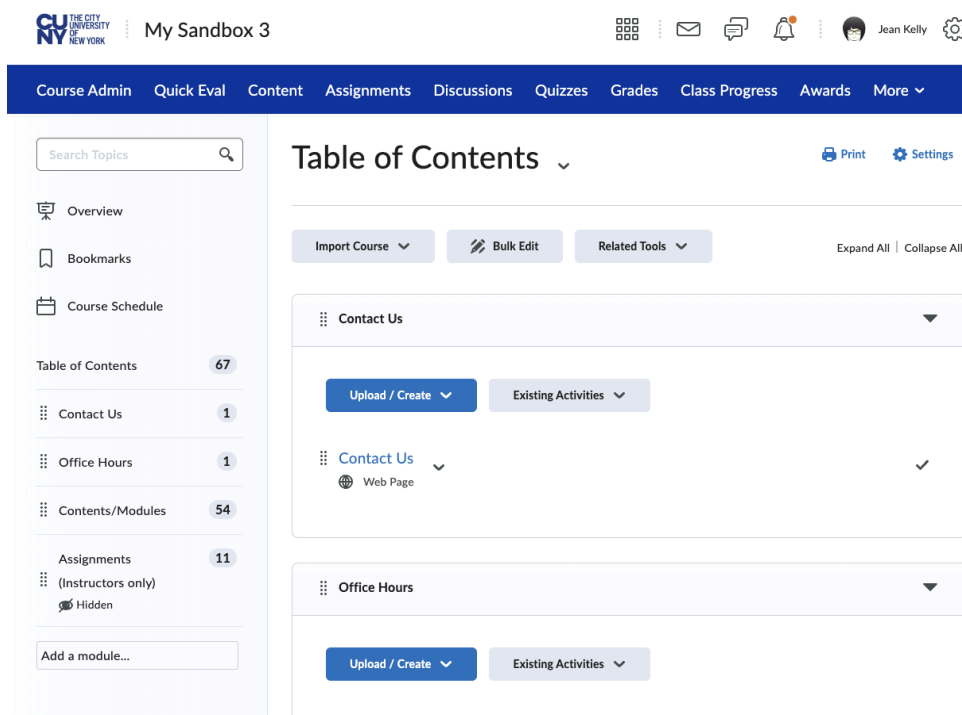 CU NY THE CITY UNIVERSITY OF NEW YORK
My Sandbox 3
Jean Kelly
Course Admin Quick Eval Content Assignments Discussions Quizzes Grades Class Progress Awards More
Search Topics
Overview
Bookmarks
Course Schedule
Table of Contents 67
Contact Us 1
Office Hours 1
Contents/Modules 54
Assignments 11
(Instructors only)
Hidden
Add a module...
Table of Contents
Print Settings
Import Course Bulk Edit Related Tools
Expand All | Collapse All
Contact Us
Upload / Create Existing Activities
Contact Us
Web Page
Office Hours
Upload / Create Existing Activities